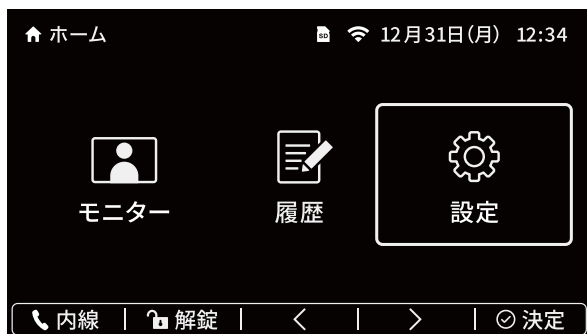 ホーム SD 12月31日(月) 12:34
モニター 履歴 設定
内線 解錠 < > 決定